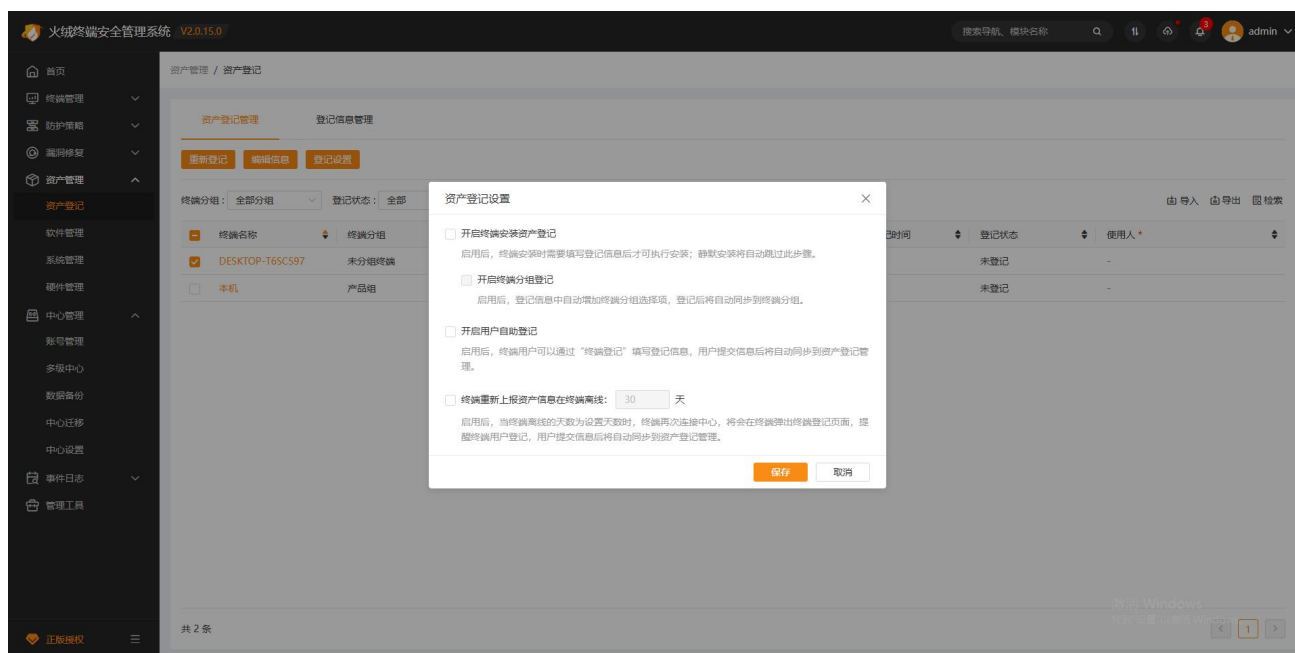 火绒终端安全管理系统 V2.0.15.0
搜索导航、模块名称
3
admin
首页
终端管理
防护策略
漏洞修复
资产管理
资产登记
软件管理
系统管理
硬件管理
中心管理
账号管理
多级中心
数据备份
中心迁移
中心设置
事件日志
管理工具
正版授权
资产管理 / 资产登记
资产登记管理 登记信息管理
重新登记 编辑信息 登记设置
终端分组： 全部分组 登记状态： 全部
导入 导出 检索
终端名称 终端分组 登记状态 使用人 *
DESKTOP-T6SC597 未分组终端 未登记 -
本机 产品组 未登记 -
资产登记设置
开启终端安装资产登记
启用后，终端安装时需要填写登记信息后才可执行安装；静默安装将自动跳过此步骤。
开启终端分组登记
启用后，登记信息中自动增加终端分组选择项，登记后将自动同步到终端分组。
开启用户自助登记
启用后，终端用户可以通过“终端登记”填写登记信息，用户提交信息后将自动同步到资产登记管
理。
终端重新上报资产信息在终端离线： 30 天
启用后，当终端离线的天数为设置天数时，终端再次连接中心，将会在终端弹出终端登记页面，提
醒终端用户登记，用户提交信息后将自动同步到资产登记管理。
保存 取消
共 2 条
激活 Windows
1